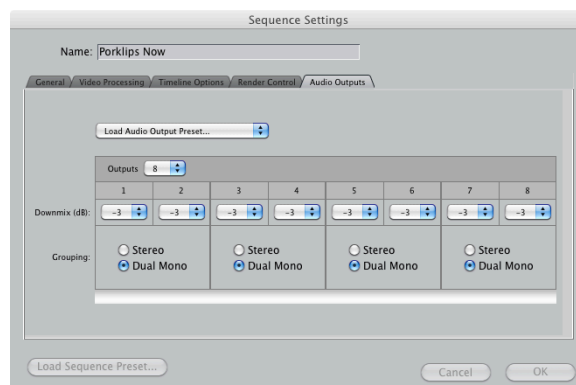 Sequence Settings
Name: Porklips Now
General Video Processing Timeline Options Render Control Audio Outputs
Load Audio Output Preset...
Outputs 8
1 2 3 4 5 6 7 8
Downmix (dB): -3 -3 -3 -3 -3 -3 -3 -3
Grouping:
Stereo Stereo Stereo Stereo
Dual Mono Dual Mono Dual Mono Dual Mono
Load Sequence Preset... Cancel OK